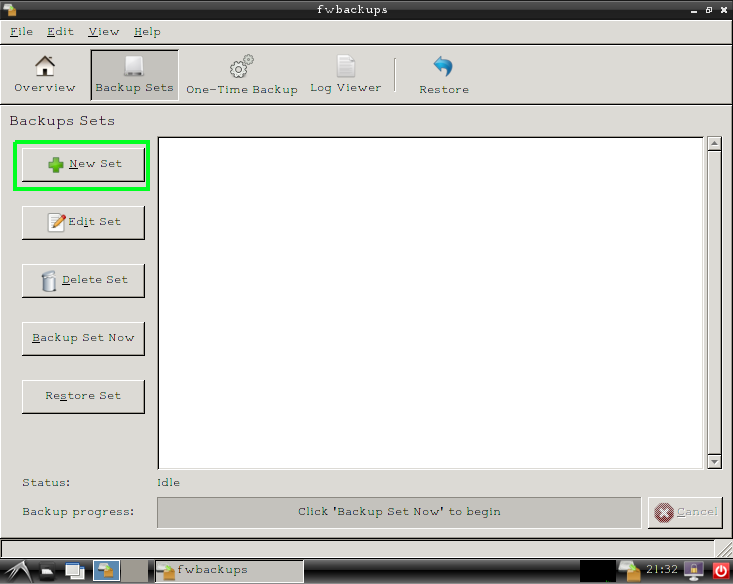 fwbackups
File Edit View Help
Overview Backup Sets One-Time Backup Log Viewer Restore
Backups Sets
New Set
Edit Set
Delete Set
Backup Set Now
Restore Set
Status: Idle
Backup progress: Click 'Backup Set Now' to begin Cancel
fwbackups 21:32